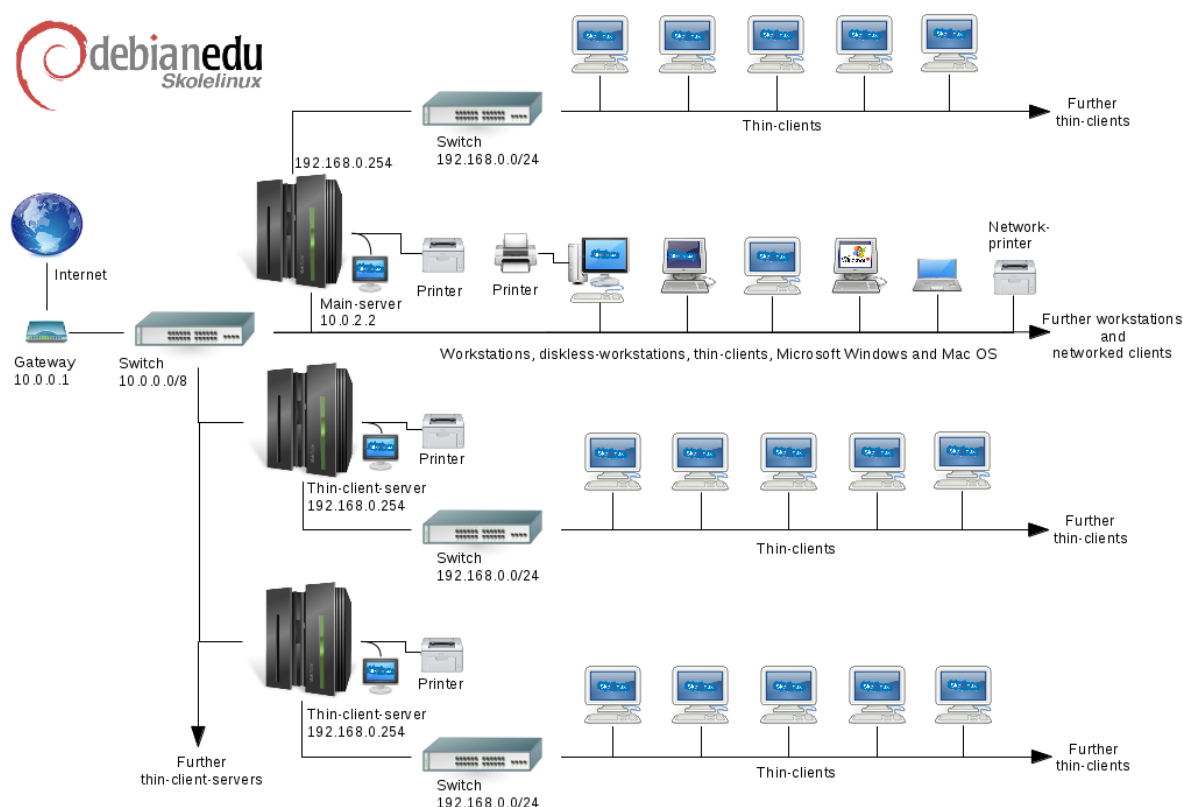 debianedu
Skolelinux
Thin-clients
Further
thin-clients
Switch
192.168.0.0/24
192.168.0.254
Internet
Printer
Printer
Network-
printer
Main-server
10.0.2.2
Gateway
10.0.0.1
Switch
10.0.0.0/8
Workstations, diskless-workstations, thin-clients, Microsoft Windows and Mac OS
Further workstations
and
networked clients
Printer
Thin-client-server
192.168.0.254
Switch
192.168.0.0/24
Thin-clients
Further
thin-clients
Printer
Thin-client-server
192.168.0.254
Switch
192.168.0.0/24
Thin-clients
Further
thin-clients
Further
thin-client-servers